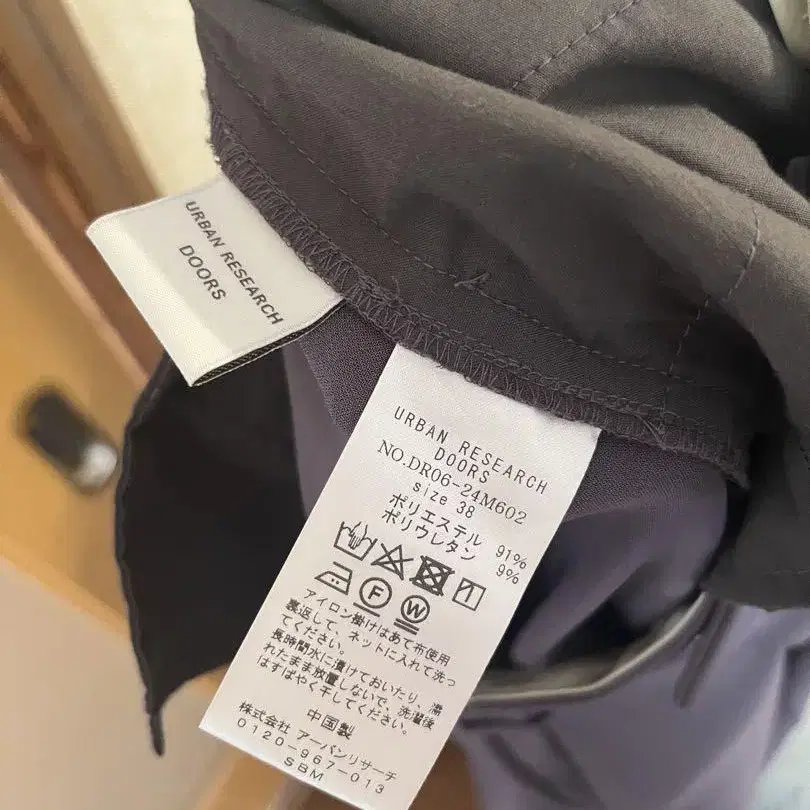 URBAN RESEARCH
DOORS
URBAN RESEARCH
DOORS
NO.DR06-24M602
size 38
ポリエステル 91%
ポリウレタン 9%
F W
アイロン掛けはあて布使用
裏返して、ネットに入れて洗っ
てください。
長時間水に漬けておいたり、濡
れたまま放置しないで、洗濯後
はすばやく干してください。
中国製
株式会社 アーバンリサーチ
0120-967-013
SBM